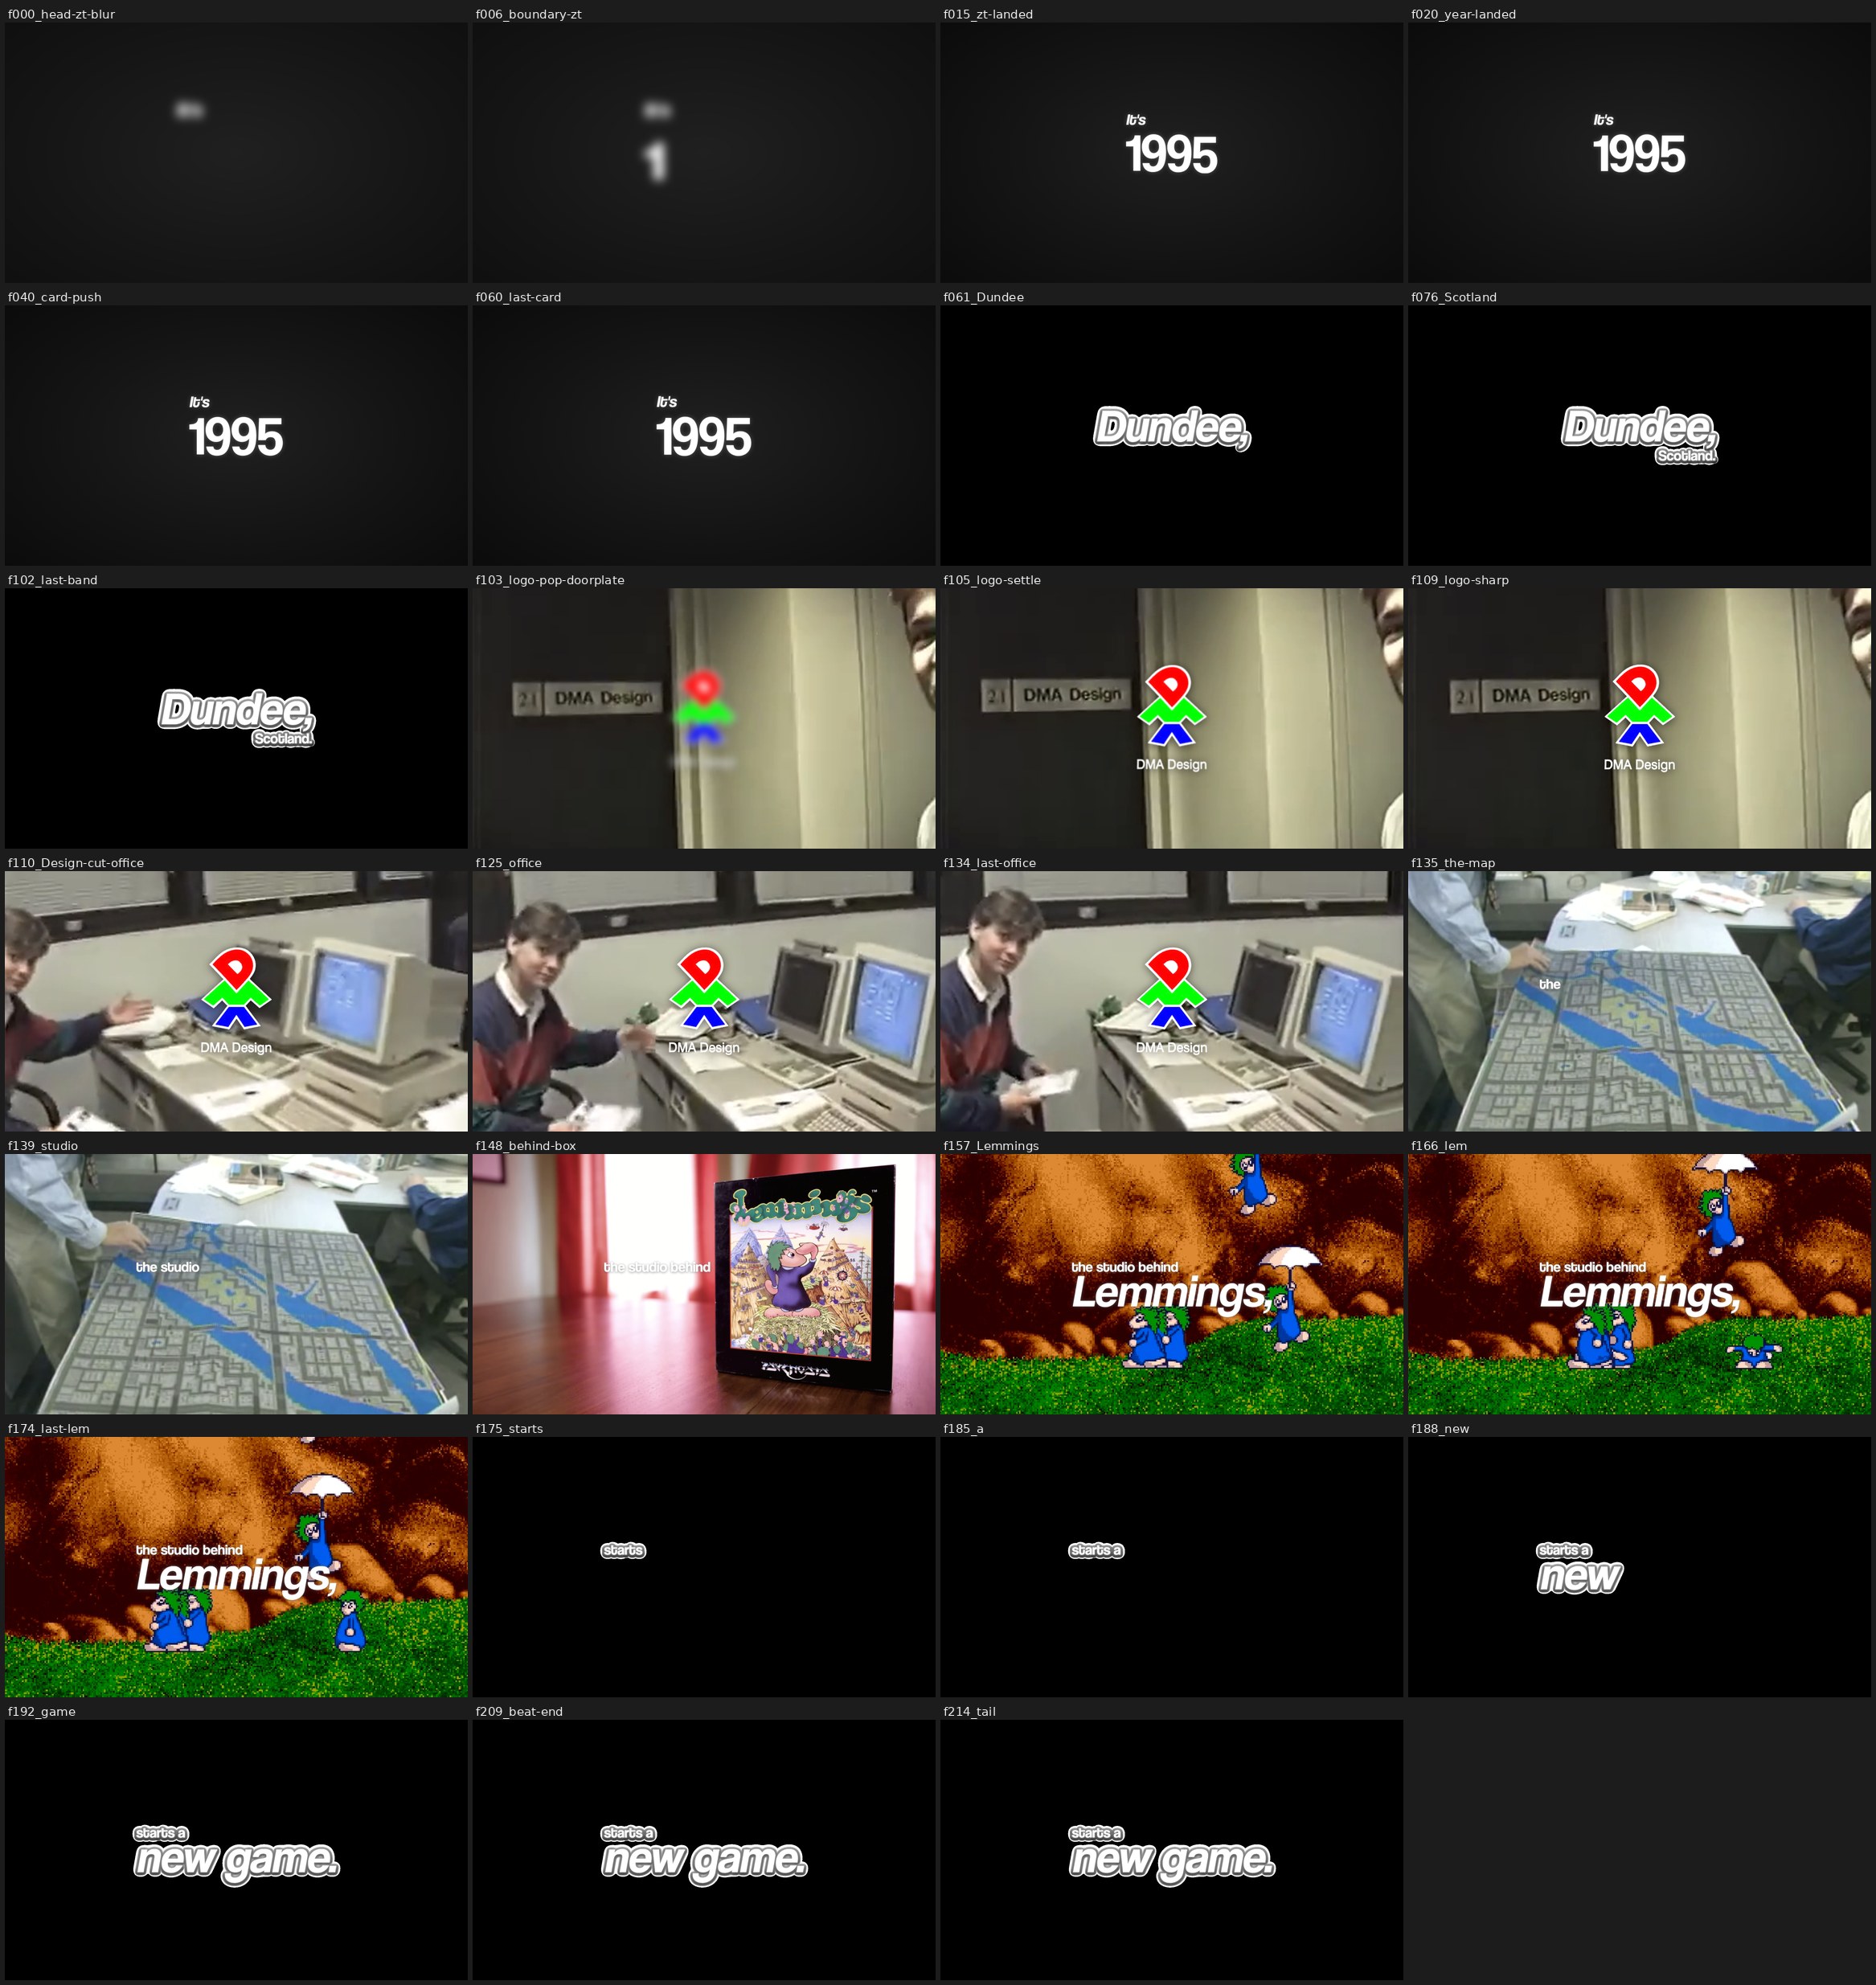 f000_head-zt-blur
f006_boundary-zt
1
f015_zt-landed
It's
1995
f020_year-landed
It's
1995
f040_card-push
It's
1995
f060_last-card
It's
1995
f061_Dundee
Dundee,
f076_Scotland
Dundee,
Scotland.
f102_last-band
Dundee,
Scotland.
f103_logo-pop-doorplate
21 DMA Design
f105_logo-settle
21 DMA Design
DMA Design
f109_logo-sharp
21 DMA Design
DMA Design
f110_Design-cut-office
DMA Design
f125_office
DMA Design
f134_last-office
DMA Design
f135_the-map
the
f139_studio
the studio
f148_behind-box
the studio behind
Lemmings
PSYGNOSIS
f157_Lemmings
the studio behind
Lemmings,
f166_lem
the studio behind
Lemmings,
f174_last-lem
the studio behind
Lemmings,
f175_starts
starts
f185_a
starts a
f188_new
starts a
new
f192_game
starts a
new game.
f209_beat-end
starts a
new game.
f214_tail
starts a
new game.